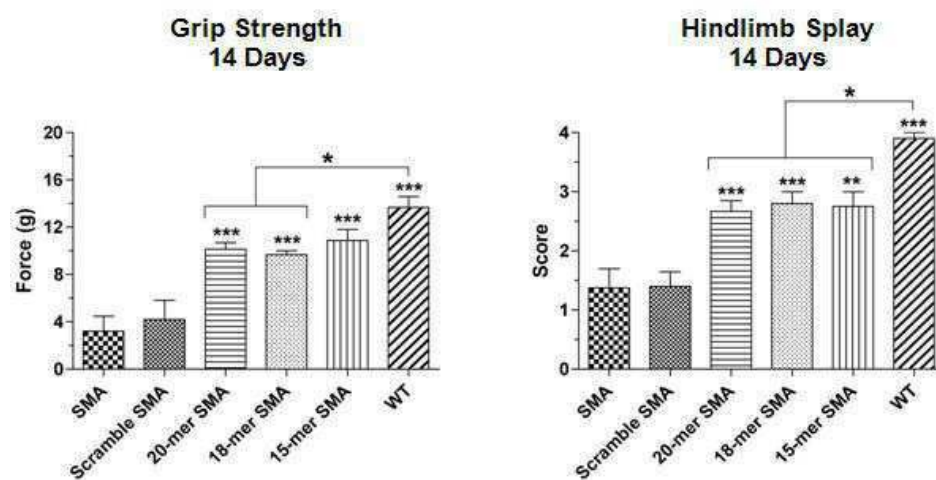 Grip Strength
14 Days
*
20
16
12
8
4
0
Force (g)
***
***
***
***
SMA
Scramble SMA
20-mer SMA
18-mer SMA
15-mer SMA
WT
Hindlimb Splay
14 Days
*
4
3
2
1
0
Score
***
***
**
***
SMA
Scramble SMA
20-mer SMA
18-mer SMA
15-mer SMA
WT